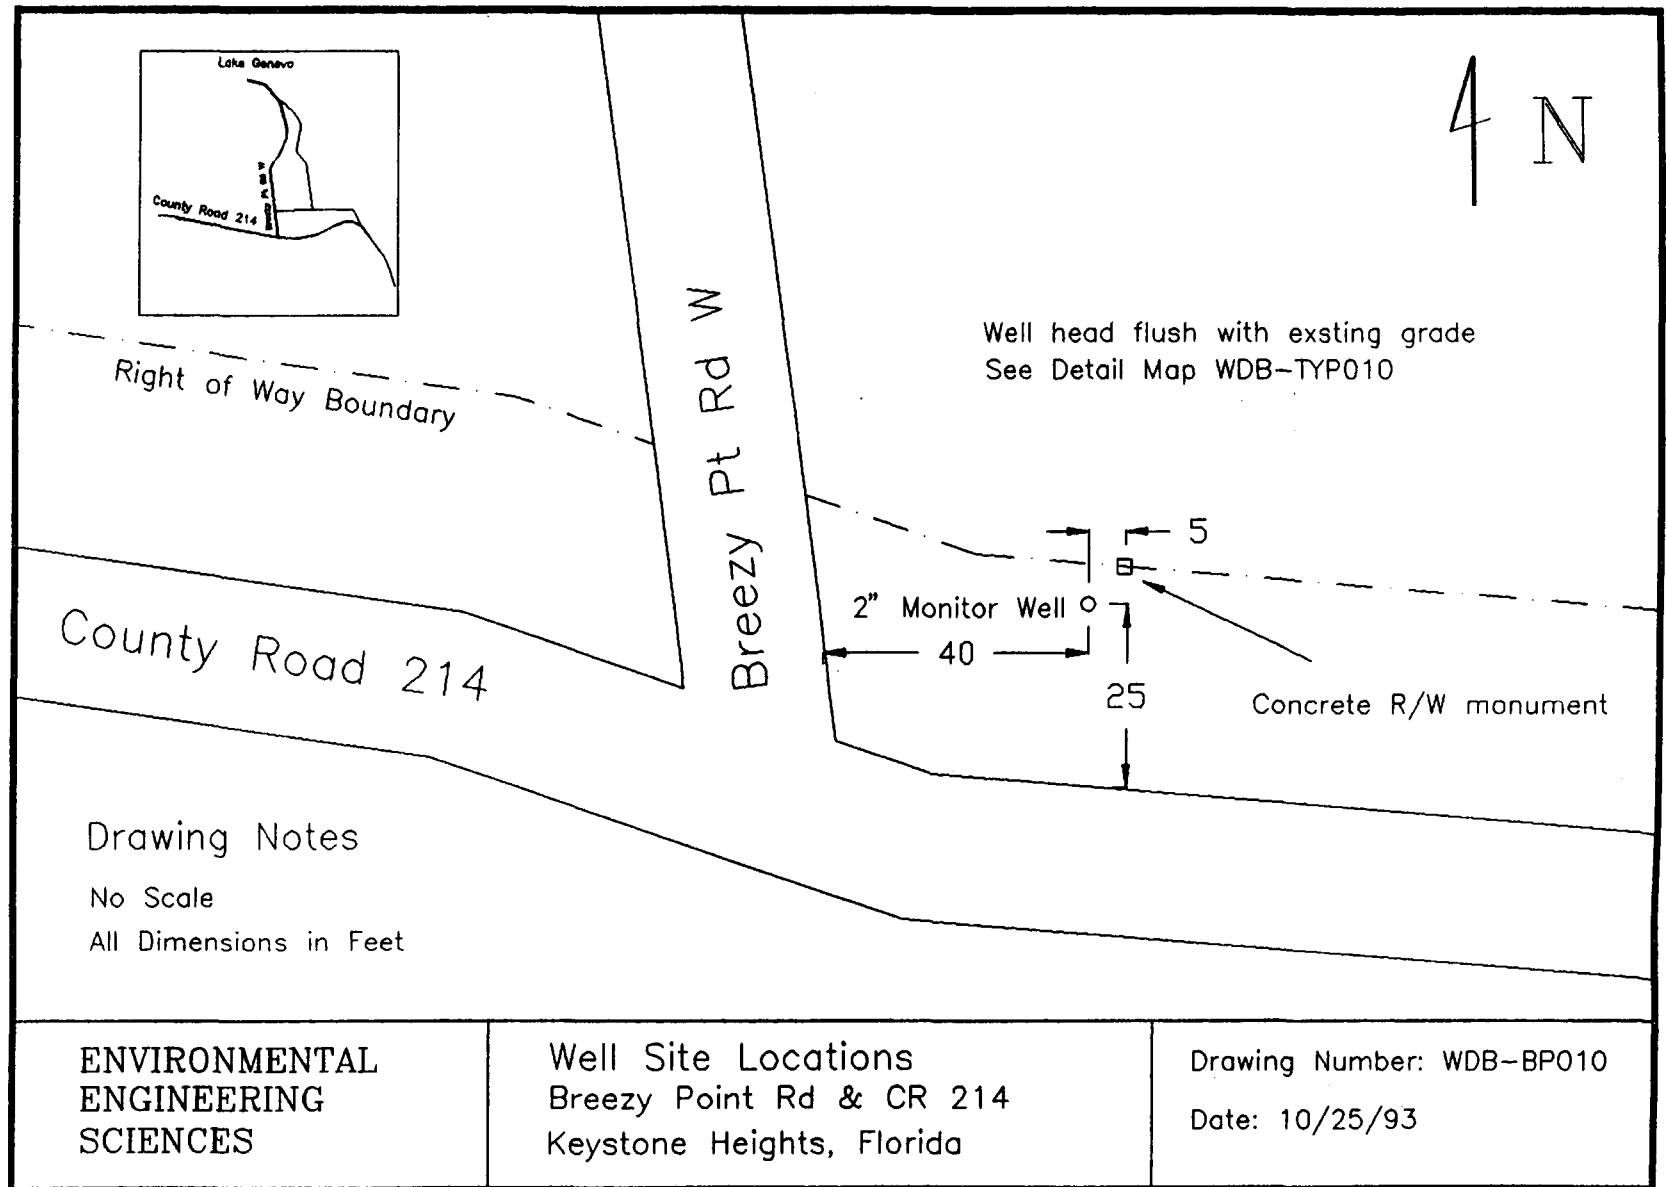 Lake Geneva
Breezy Pt Rd W
County Road 214
N
Well head flush with exsting grade
See Detail Map WDB-TYP010
Right of Way Boundary
Breezy Pt Rd W
5
2" Monitor Well
40
25
County Road 214
Concrete R/W monument
Drawing Notes
No Scale
All Dimensions in Feet
ENVIRONMENTAL
ENGINEERING
SCIENCES
Well Site Locations
Breezy Point Rd & CR 214
Keystone Heights, Florida
Drawing Number: WDB-BP010
Date: 10/25/93